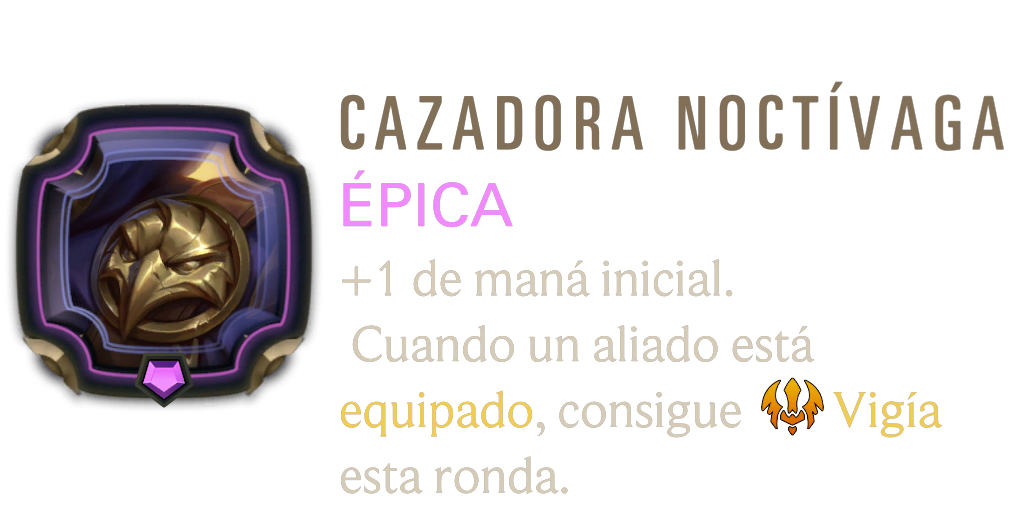 CAZADORA NOCTÍVAGA
ÉPICA
+1 de maná inicial.
Cuando un aliado está
equipado, consigue Vigía
esta ronda.